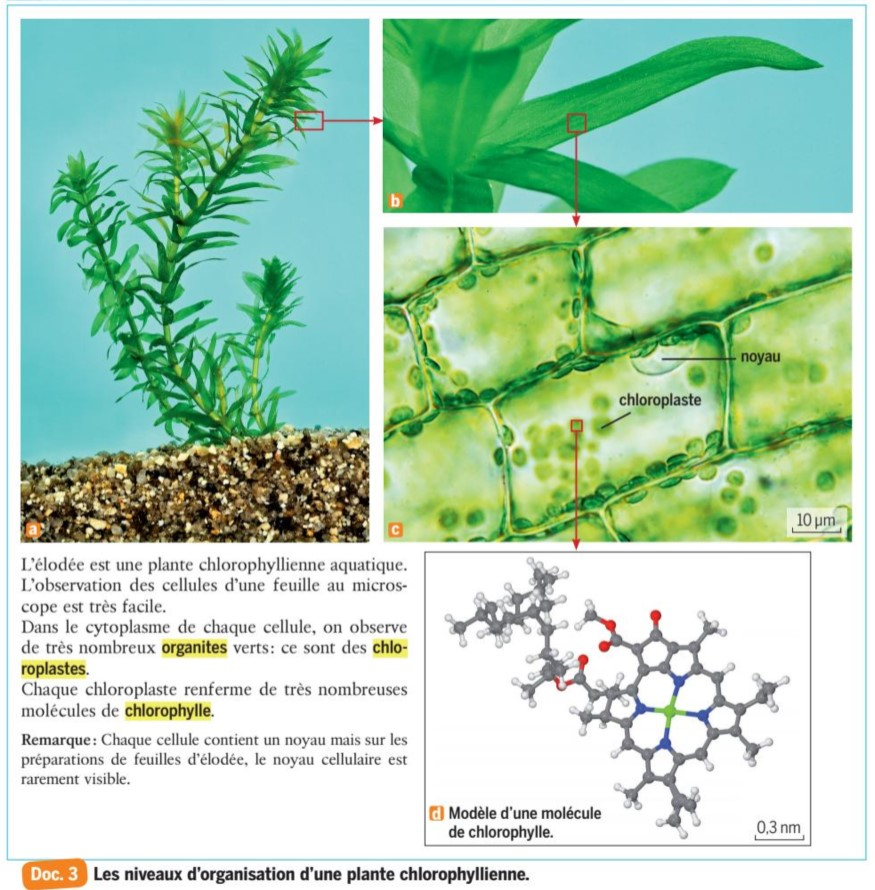 a
b
noyau
chloroplaste
c
10 µm
L'élodée est une plante chlorophyllienne aquatique.
L'observation des cellules d'une feuille au micros-
cope est très facile.
Dans le cytoplasme de chaque cellule, on observe
de très nombreux organites verts : ce sont des chlo-
roplastes.
Chaque chloroplaste renferme de très nombreuses
molécules de chlorophylle.
Remarque : Chaque cellule contient un noyau mais sur les
préparations de feuilles d'élodée, le noyau cellulaire est
rarement visible.
d Modèle d'une molécule
de chlorophylle.
0,3 nm
Doc. 3 Les niveaux d'organisation d'une plante chlorophyllienne.